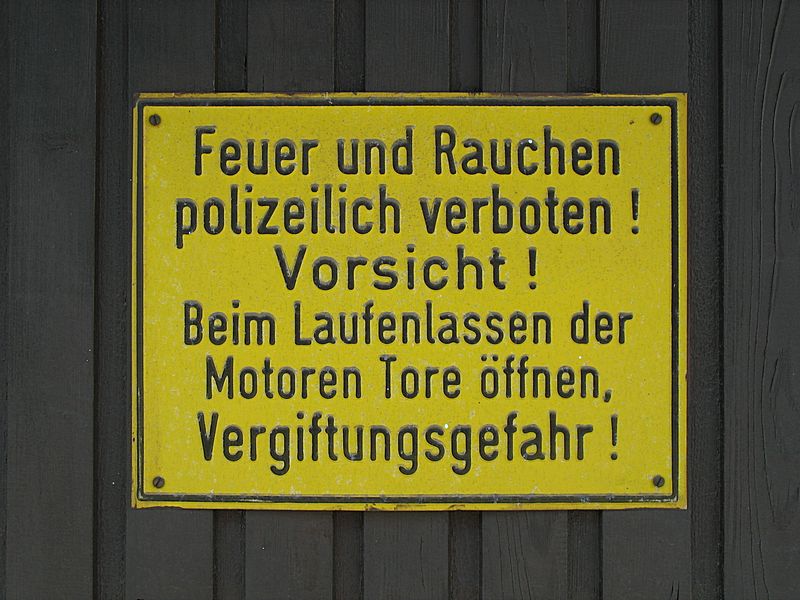 Feuer und Rauchen
polizeilich verboten !
Vorsicht !
Beim Laufenlassen der
Motoren Tore öffnen,
Vergiftungsgefahr !